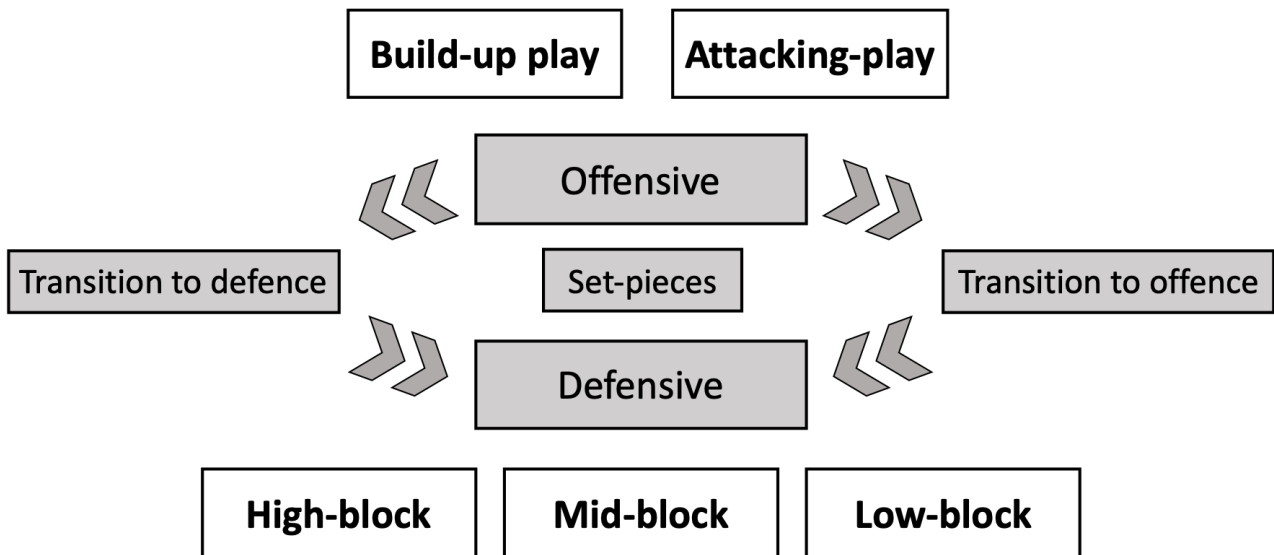 Build-up play
Attacking-play
Offensive
Transition to defence
Set-pieces
Transition to offence
Defensive
High-block
Mid-block
Low-block